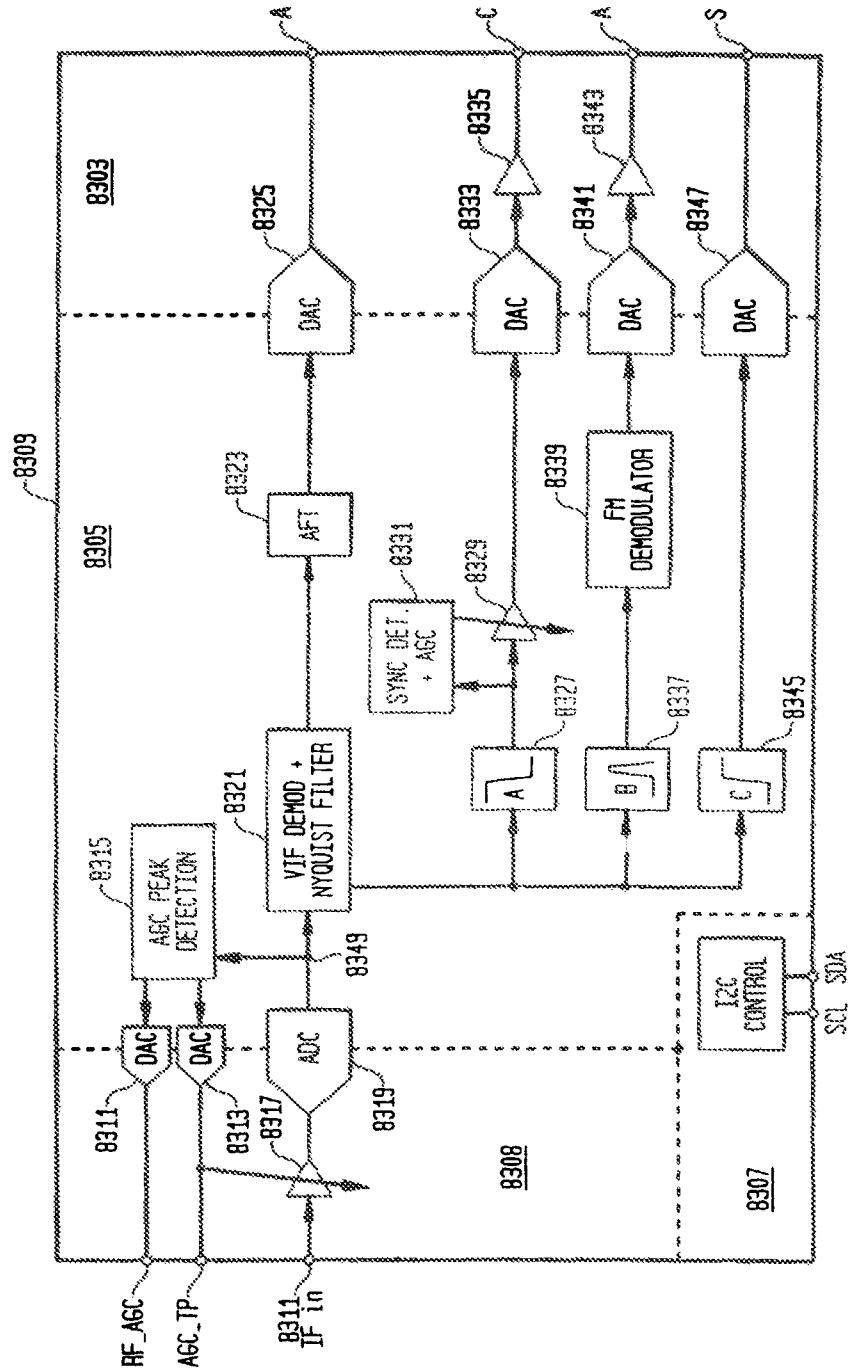 8309
8303
8305
8325
A
DAC
8323
AFT
8315
AGC PEAK
DETECTION
8321
VIF DEMOD +
NYQUIST FILTER
8349
8331
SYNC DET.
+ AGC
8329
8333
DAC
8335
C
8327
A
8339
FM
DEMODULATOR
8341
DAC
8343
A
8337
B
8347
DAC
S
8345
C
RF_AGC
AGC_TP
8311
IF in
DAC
8311
DAC
8313
8317
ADC
8319
8308
8307
I2C
CONTROL
SCL
SDA